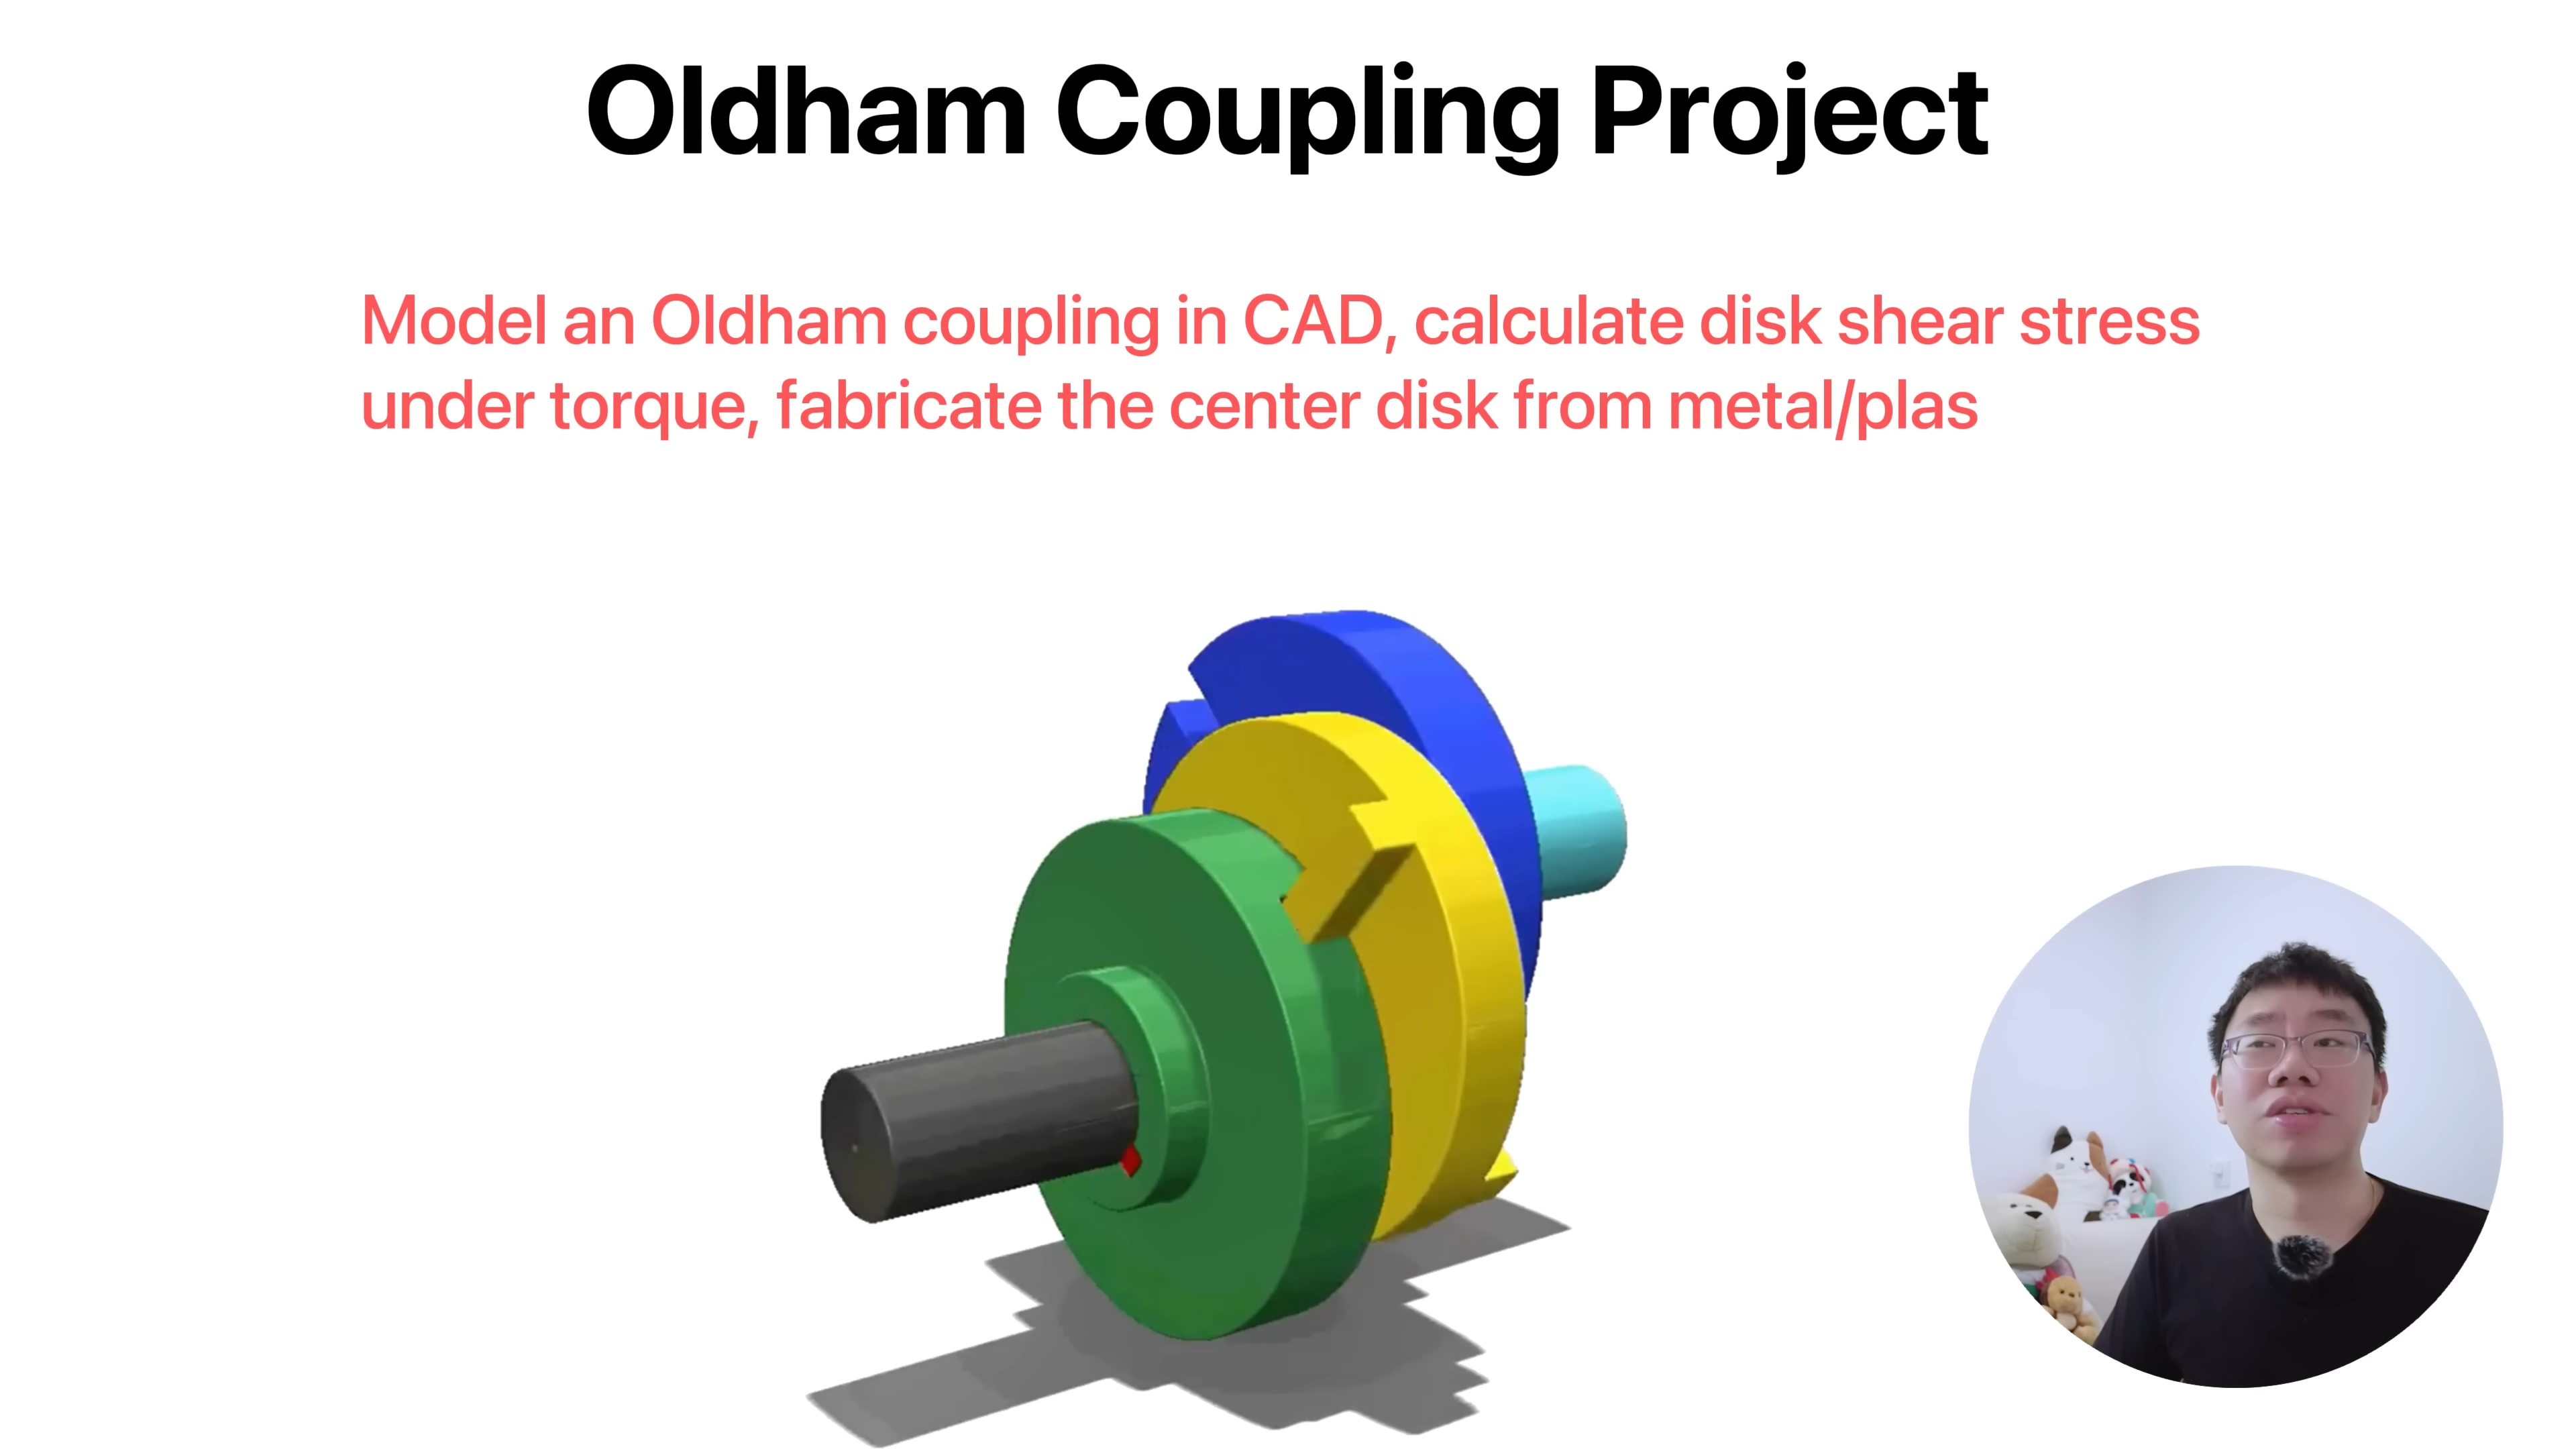 Oldham Coupling Project
Model an Oldham coupling in CAD, calculate disk shear stress
under torque, fabricate the center disk from metal/plas